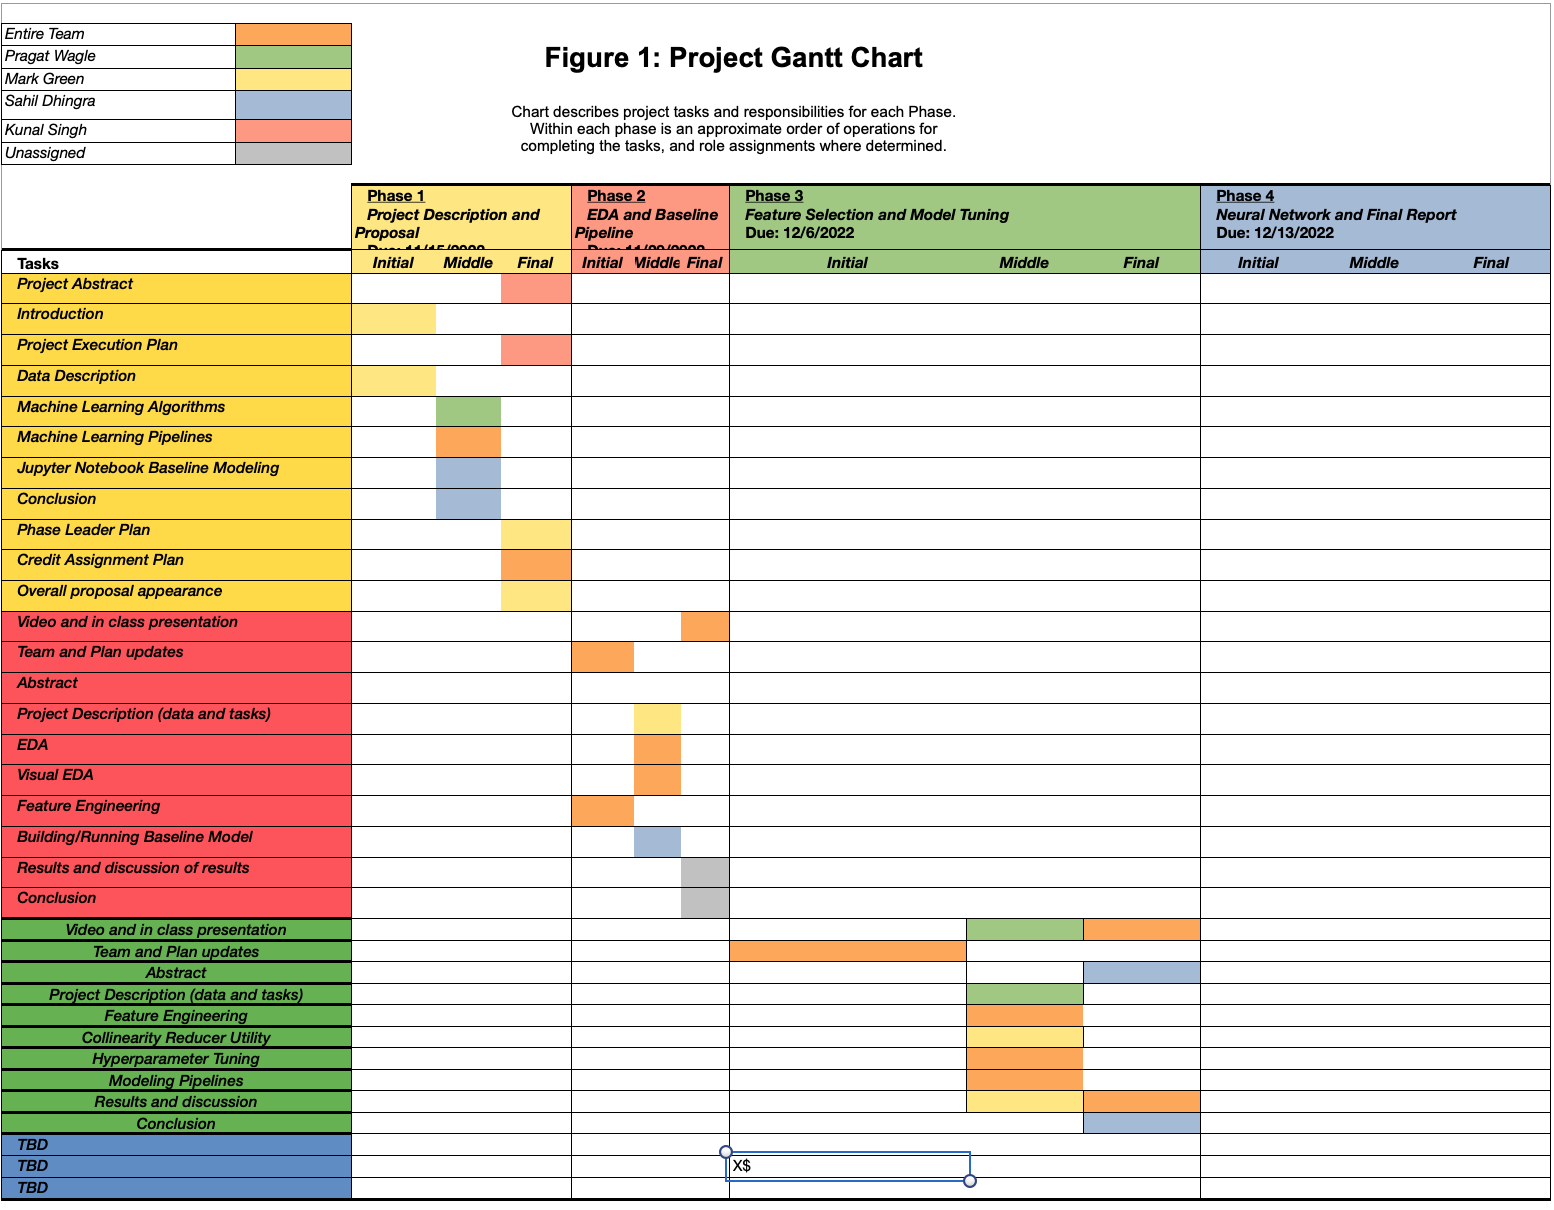 Entire Team
Pragat Wagle
Mark Green
Sahil Dhingra
Kunal Singh
Unassigned
Figure 1: Project Gantt Chart
Chart describes project tasks and responsibilities for each Phase.
Within each phase is an approximate order of operations for
completing the tasks, and role assignments where determined.
Phase 1
Project Description and
Proposal
Phase 2
EDA and Baseline
Pipeline
Phase 3
Feature Selection and Model Tuning
Due: 12/6/2022
Phase 4
Neural Network and Final Report
Due: 12/13/2022
Tasks Initial Middle Final Initial Middle Final Initial Middle Final Initial Middle Final
Project Abstract
Introduction
Project Execution Plan
Data Description
Machine Learning Algorithms
Machine Learning Pipelines
Jupyter Notebook Baseline Modeling
Conclusion
Phase Leader Plan
Credit Assignment Plan
Overall proposal appearance
Video and in class presentation
Team and Plan updates
Abstract
Project Description (data and tasks)
EDA
Visual EDA
Feature Engineering
Building/Running Baseline Model
Results and discussion of results
Conclusion
Video and in class presentation
Team and Plan updates
Abstract
Project Description (data and tasks)
Feature Engineering
Collinearity Reducer Utility
Hyperparameter Tuning
Modeling Pipelines
Results and discussion
Conclusion
TBD
TBD X$
TBD